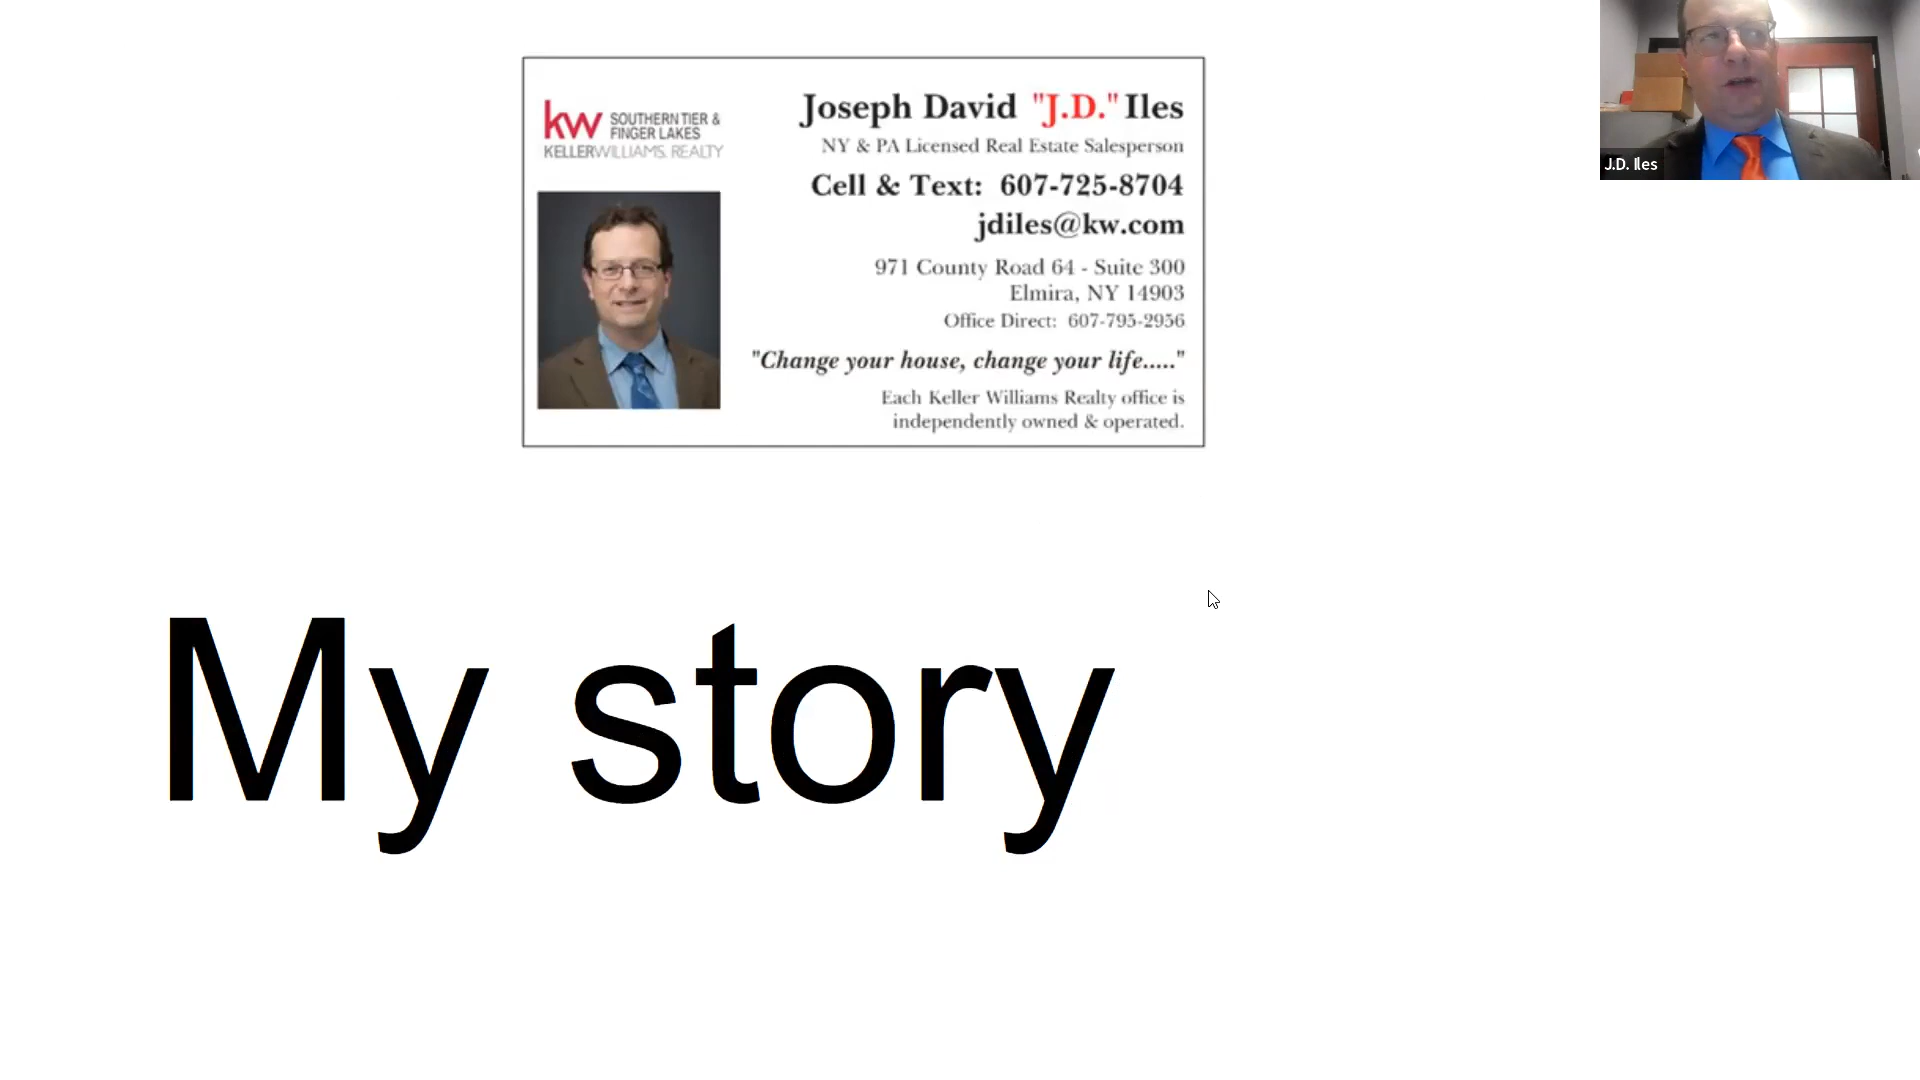 kw SOUTHERN TIER &
FINGER LAKES
KELLERWILLIAMS. REALTY
Joseph David "J.D." Iles
NY & PA Licensed Real Estate Salesperson
Cell & Text: 607-725-8704
jdiles@kw.com
971 County Road 64 - Suite 300
Elmira, NY 14903
Office Direct: 607-795-2956
"Change your house, change your life....."
Each Keller Williams Realty office is
independently owned & operated.
J.D. Iles
My story